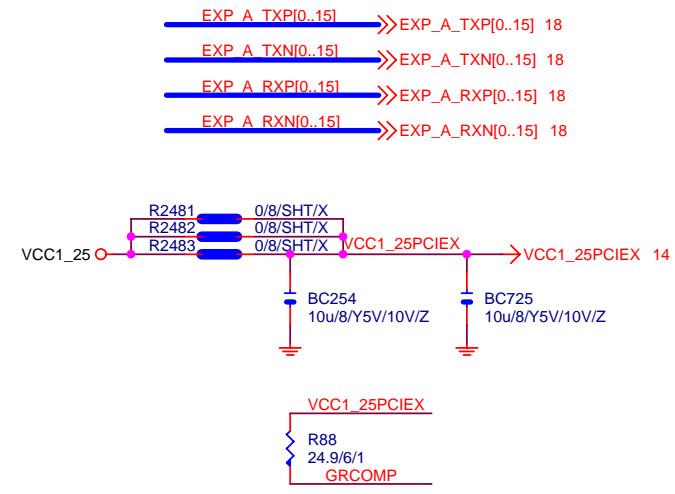 EXP_A_TXP[0..15] EXP_A_TXP[0..15] 18
EXP_A_TXN[0..15] EXP_A_TXN[0..15] 18
EXP_A_RXP[0..15] EXP_A_RXP[0..15] 18
EXP_A_RXN[0..15] EXP_A_RXN[0..15] 18
R2481 0/8/SHT/X
R2482 0/8/SHT/X
R2483 0/8/SHT/X VCC1_25PCIEX
VCC1_25 VCC1_25PCIEX 14
BC254 BC725
10u/8/Y5V/10V/Z 10u/8/Y5V/10V/Z
VCC1_25PCIEX
R88
24.9/6/1
GRCOMP